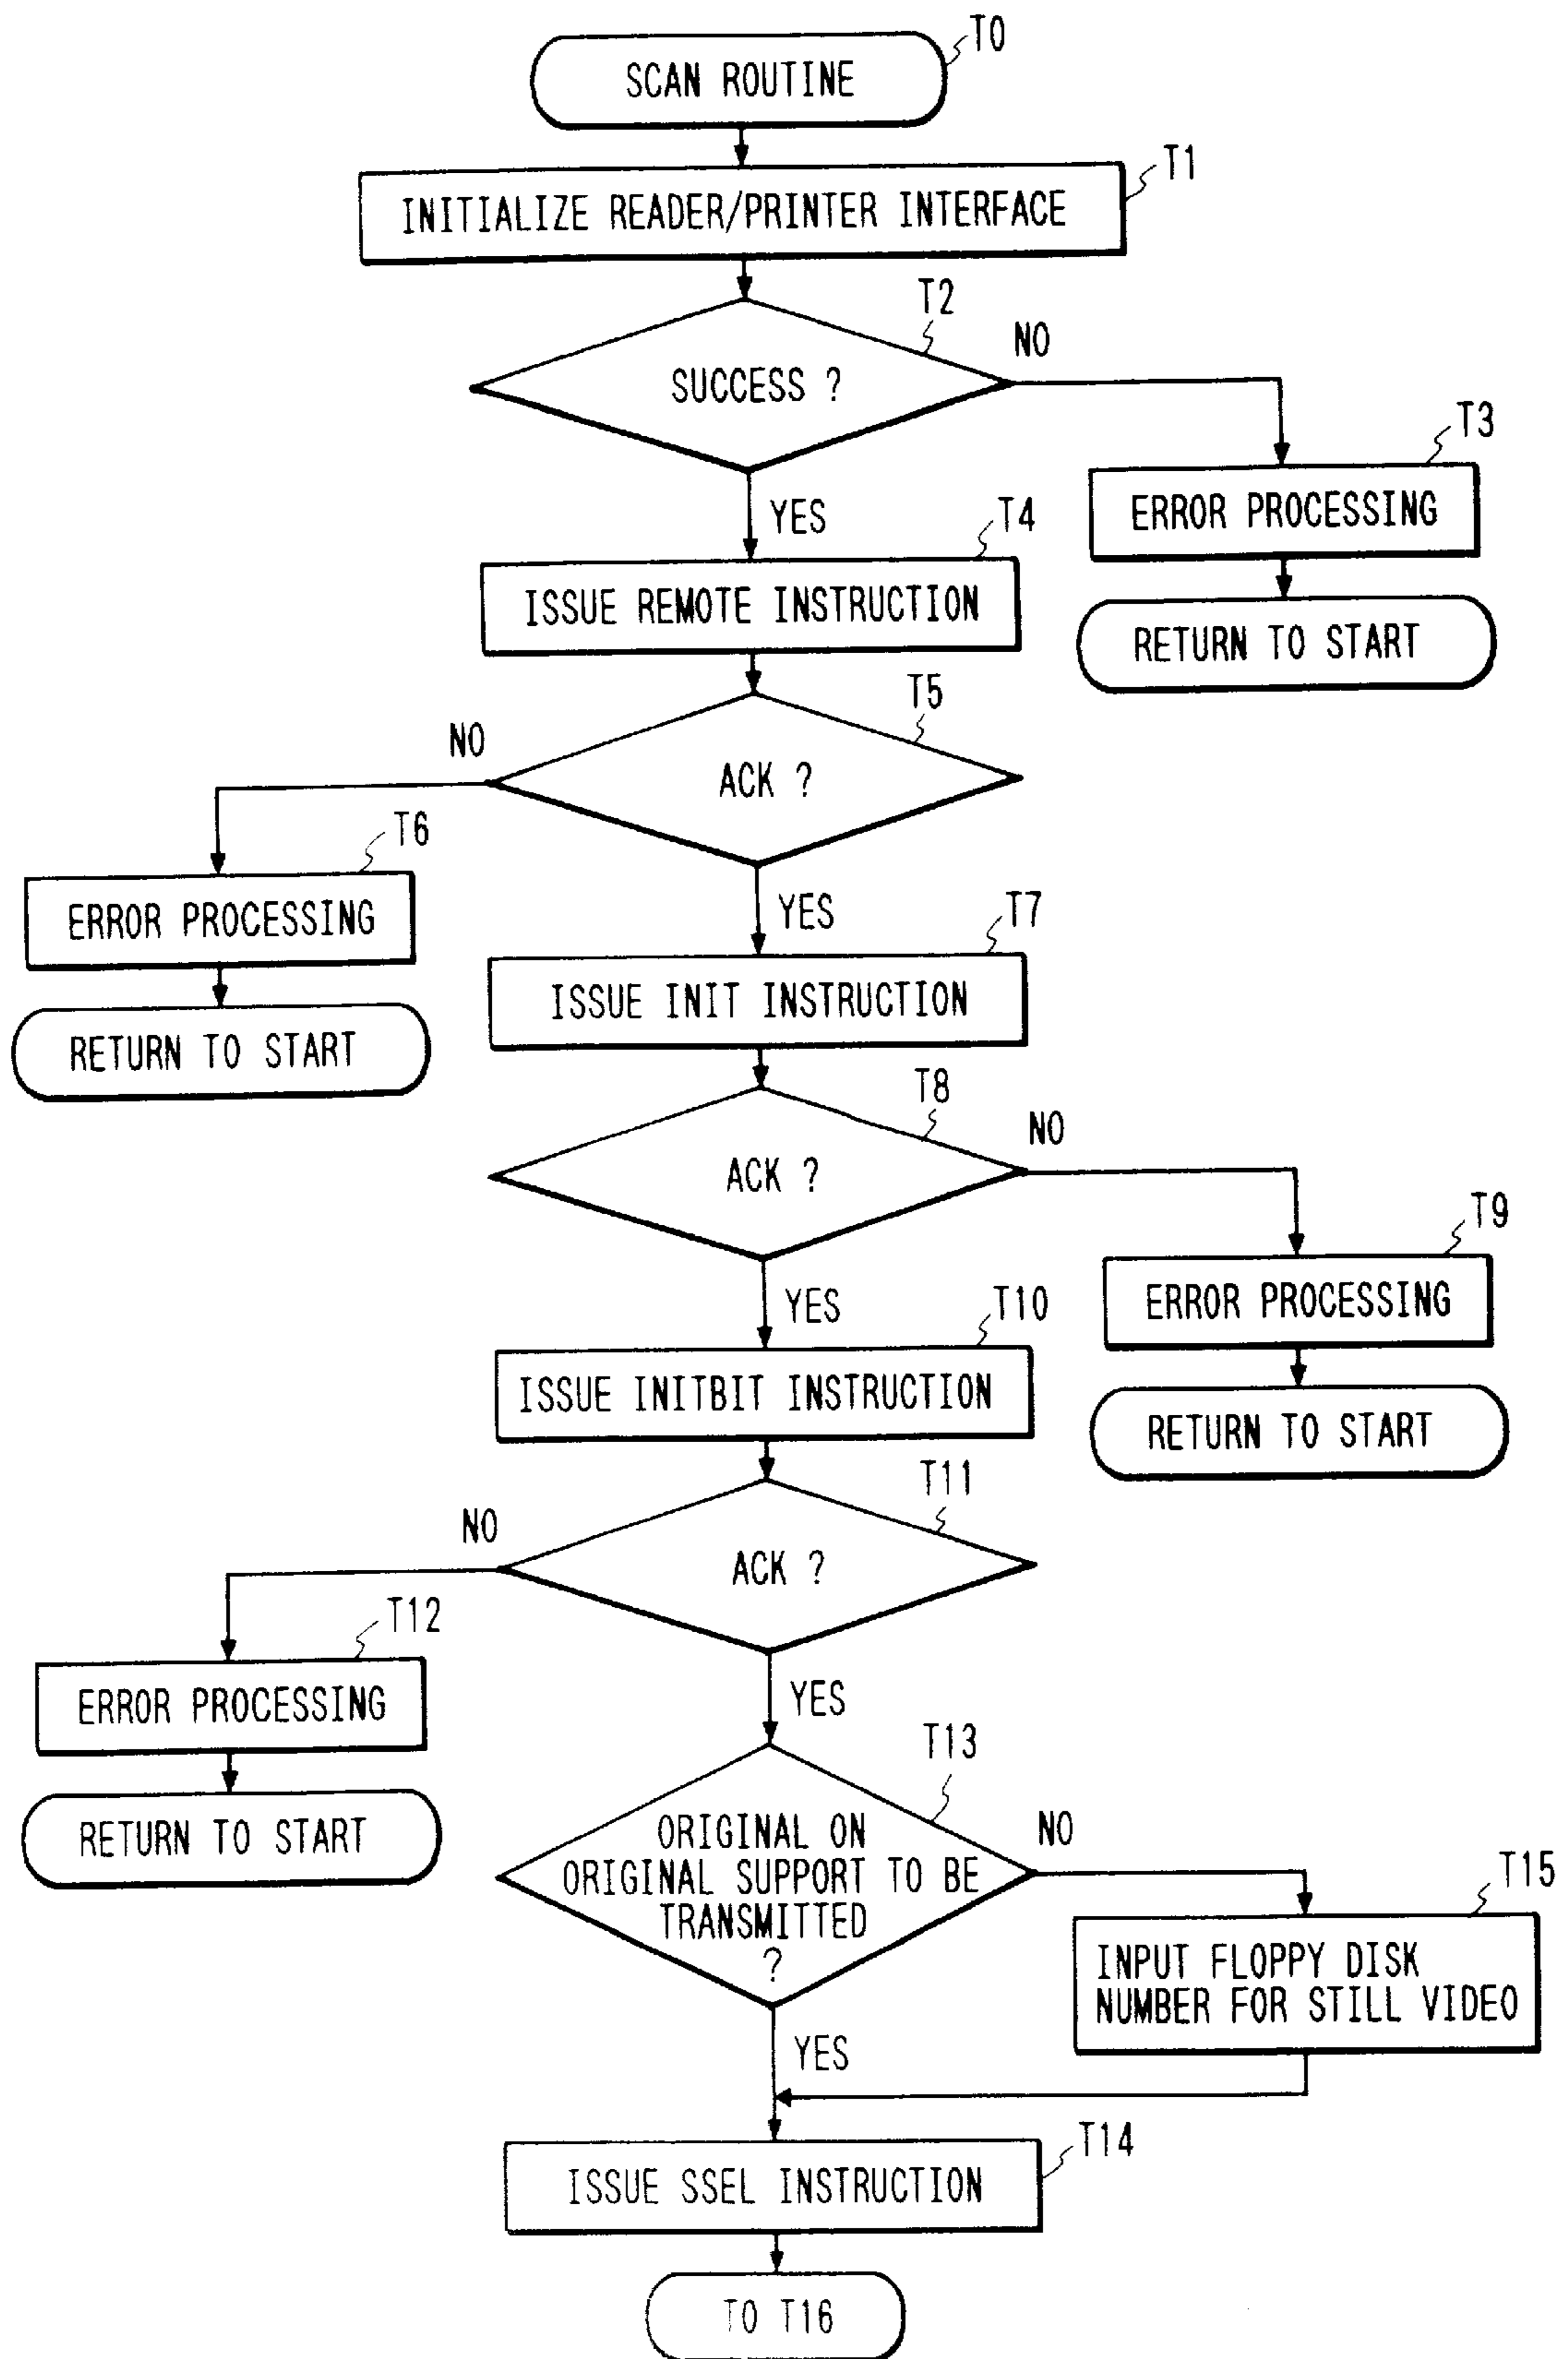 T0
SCAN ROUTINE
T1
INITIALIZE READER/PRINTER INTERFACE
T2
NO
SUCCESS ?
T3
ERROR PROCESSING
YES
T4
ISSUE REMOTE INSTRUCTION
RETURN TO START
T5
NO
ACK ?
T6
ERROR PROCESSING
YES
T7
ISSUE INIT INSTRUCTION
RETURN TO START
T8
NO
ACK ?
T9
ERROR PROCESSING
YES
T10
ISSUE INITBIT INSTRUCTION
RETURN TO START
T11
NO
ACK ?
T12
ERROR PROCESSING
YES
T13
RETURN TO START
ORIGINAL ON
ORIGINAL SUPPORT TO BE
TRANSMITTED
?
NO
T15
INPUT FLOPPY DISK
NUMBER FOR STILL VIDEO
YES
T14
ISSUE SSEL INSTRUCTION
TO T16